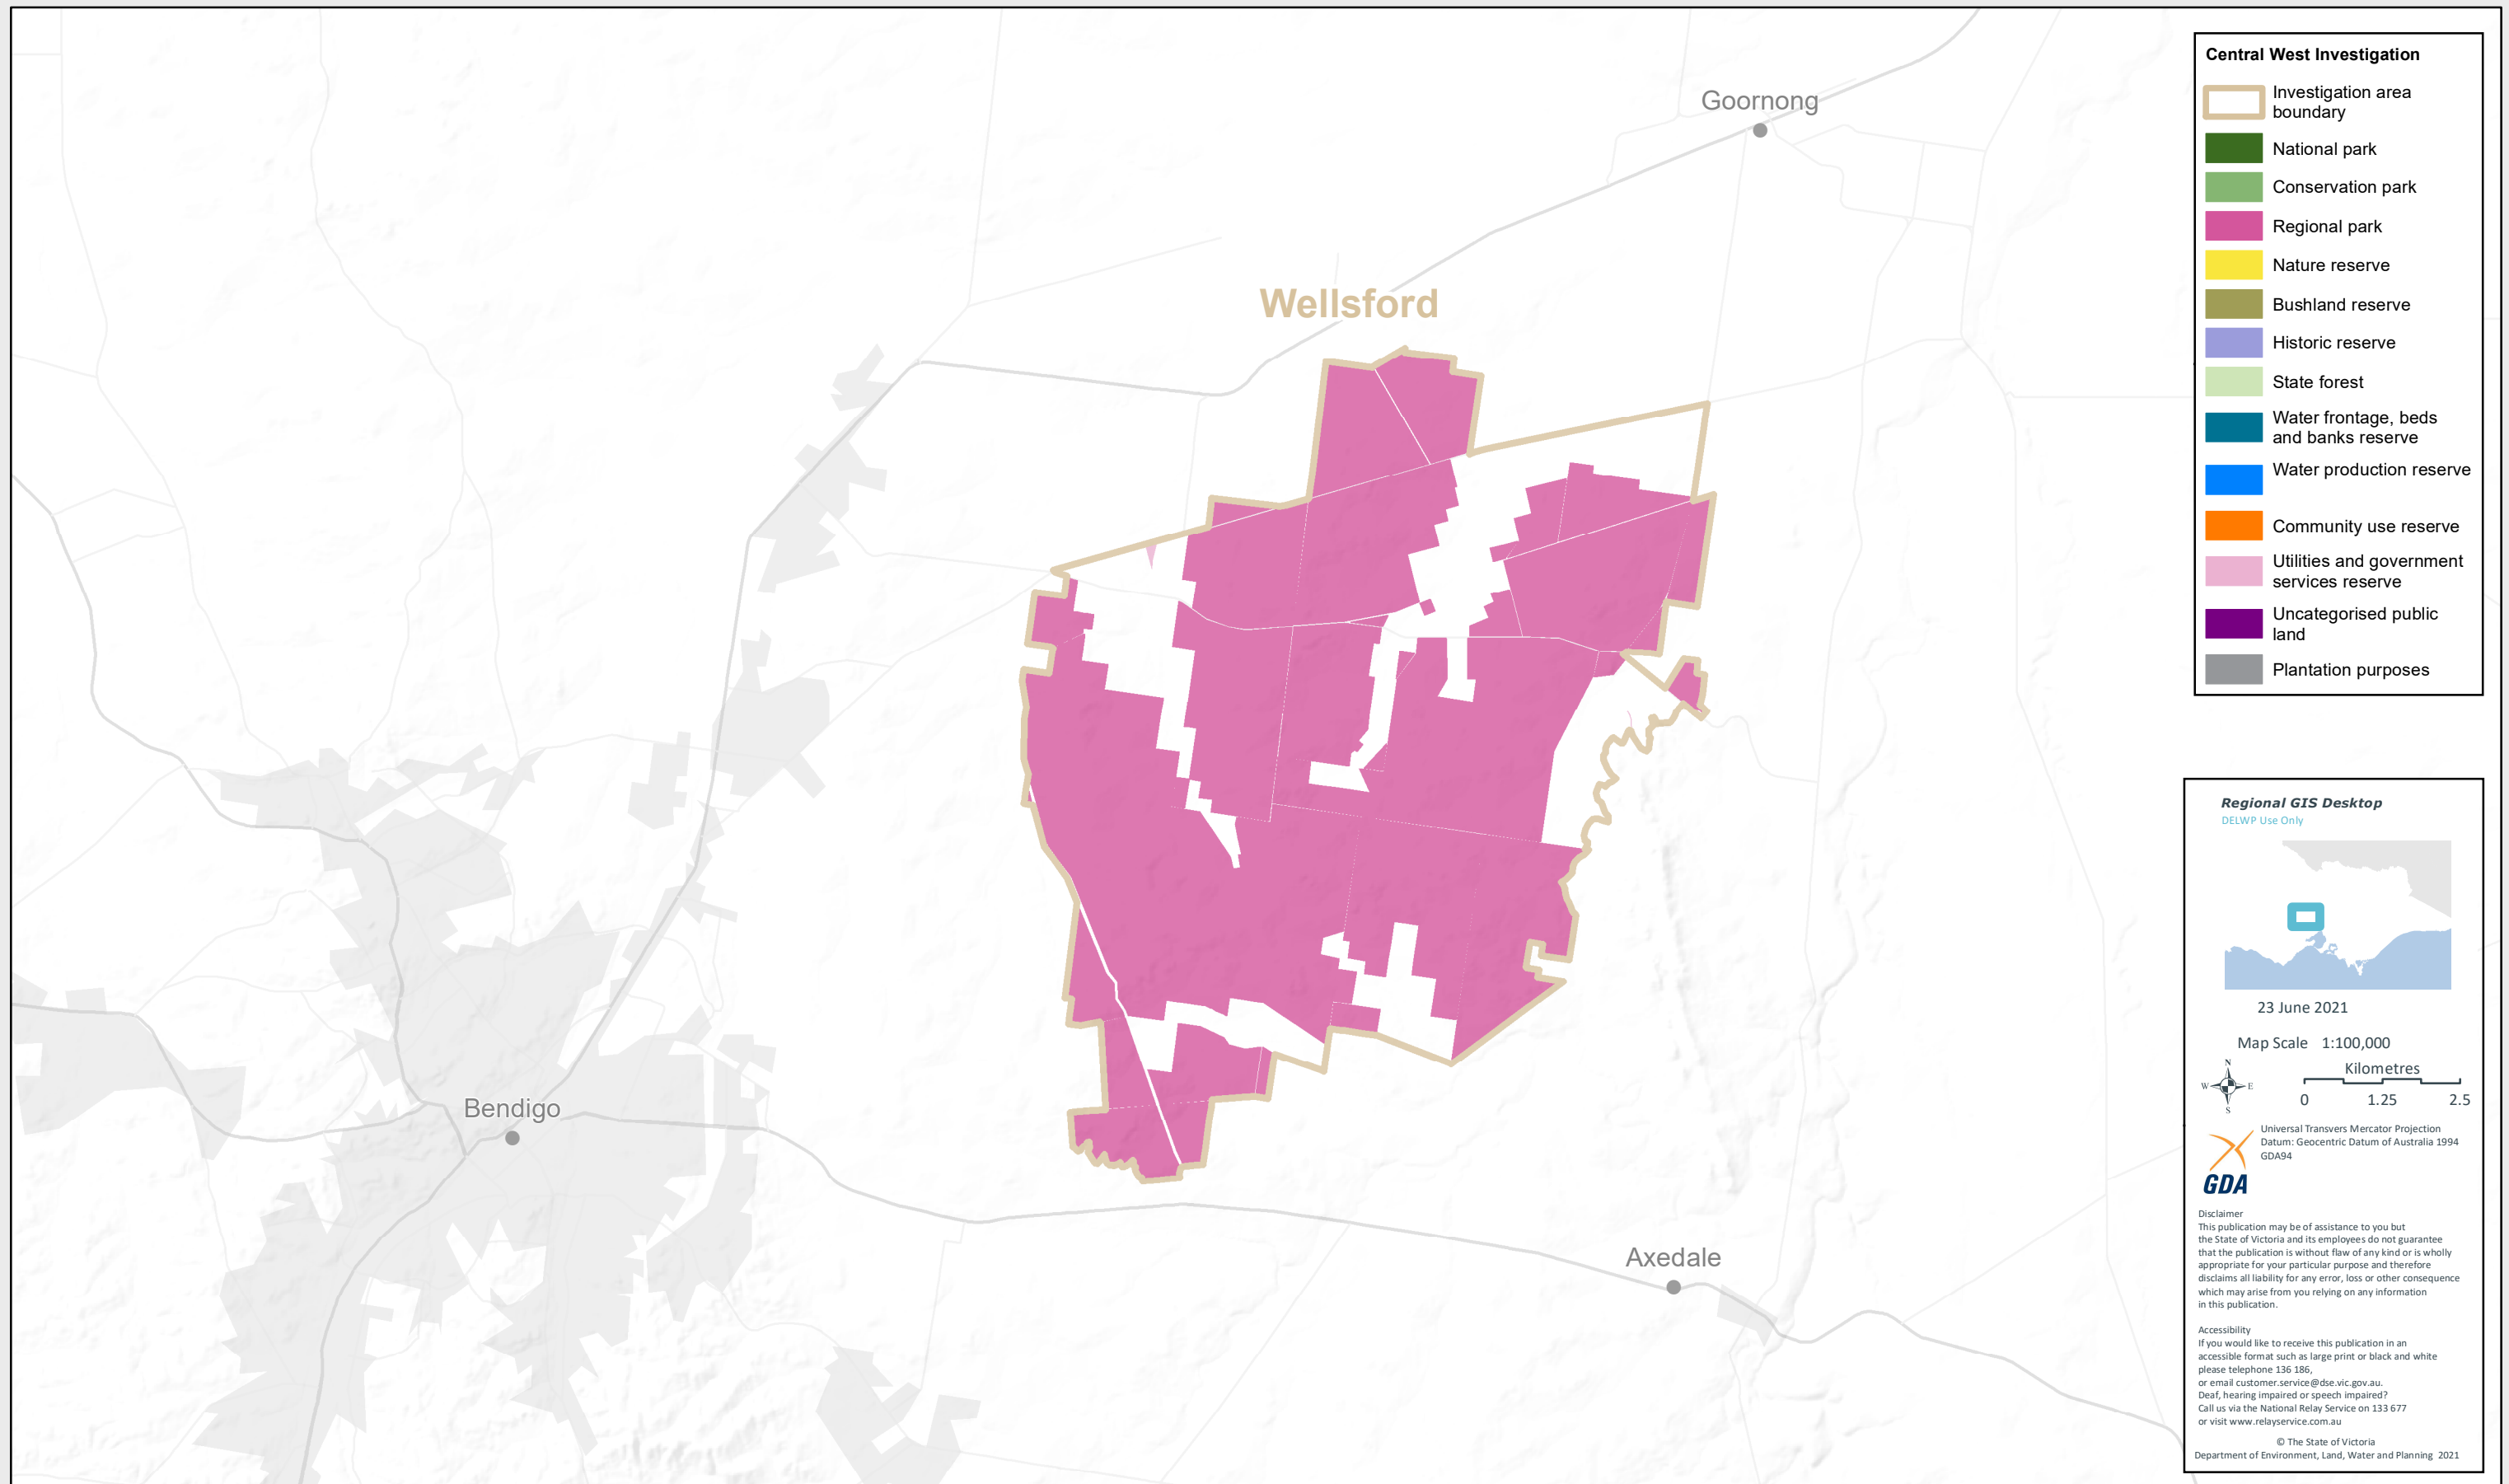 Goornong
Wellsford
Bendigo
Axedale
Central West Investigation
Investigation area
boundary
National park
Conservation park
Regional park
Nature reserve
Bushland reserve
Historic reserve
State forest
Water frontage, beds
and banks reserve
Water production reserve
Community use reserve
Utilities and government
services reserve
Uncategorised public
land
Plantation purposes
Regional GIS Desktop
DELWP Use Only
23 June 2021
Map Scale 1:100,000
N
W E
S
Kilometres
0 1.25 2.5
Universal Transvers Mercator Projection
Datum: Geocentric Datum of Australia 1994
GDA94
GDA
Disclaimer
This publication may be of assistance to you but
the State of Victoria and its employees do not guarantee
that the publication is without flaw of any kind or is wholly
appropriate for your particular purpose and therefore
disclaims all liability for any error, loss or other consequence
which may arise from you relying on any information
in this publication.
Accessibility
If you would like to receive this publication in an
accessible format such as large print or black and white
please telephone 136 186,
or email customer.service@dse.vic.gov.au.
Deaf, hearing impaired or speech impaired?
Call us via the National Relay Service on 133 677
or visit www.relayservice.com.au
© The State of Victoria
Department of Environment, Land, Water and Planning 2021